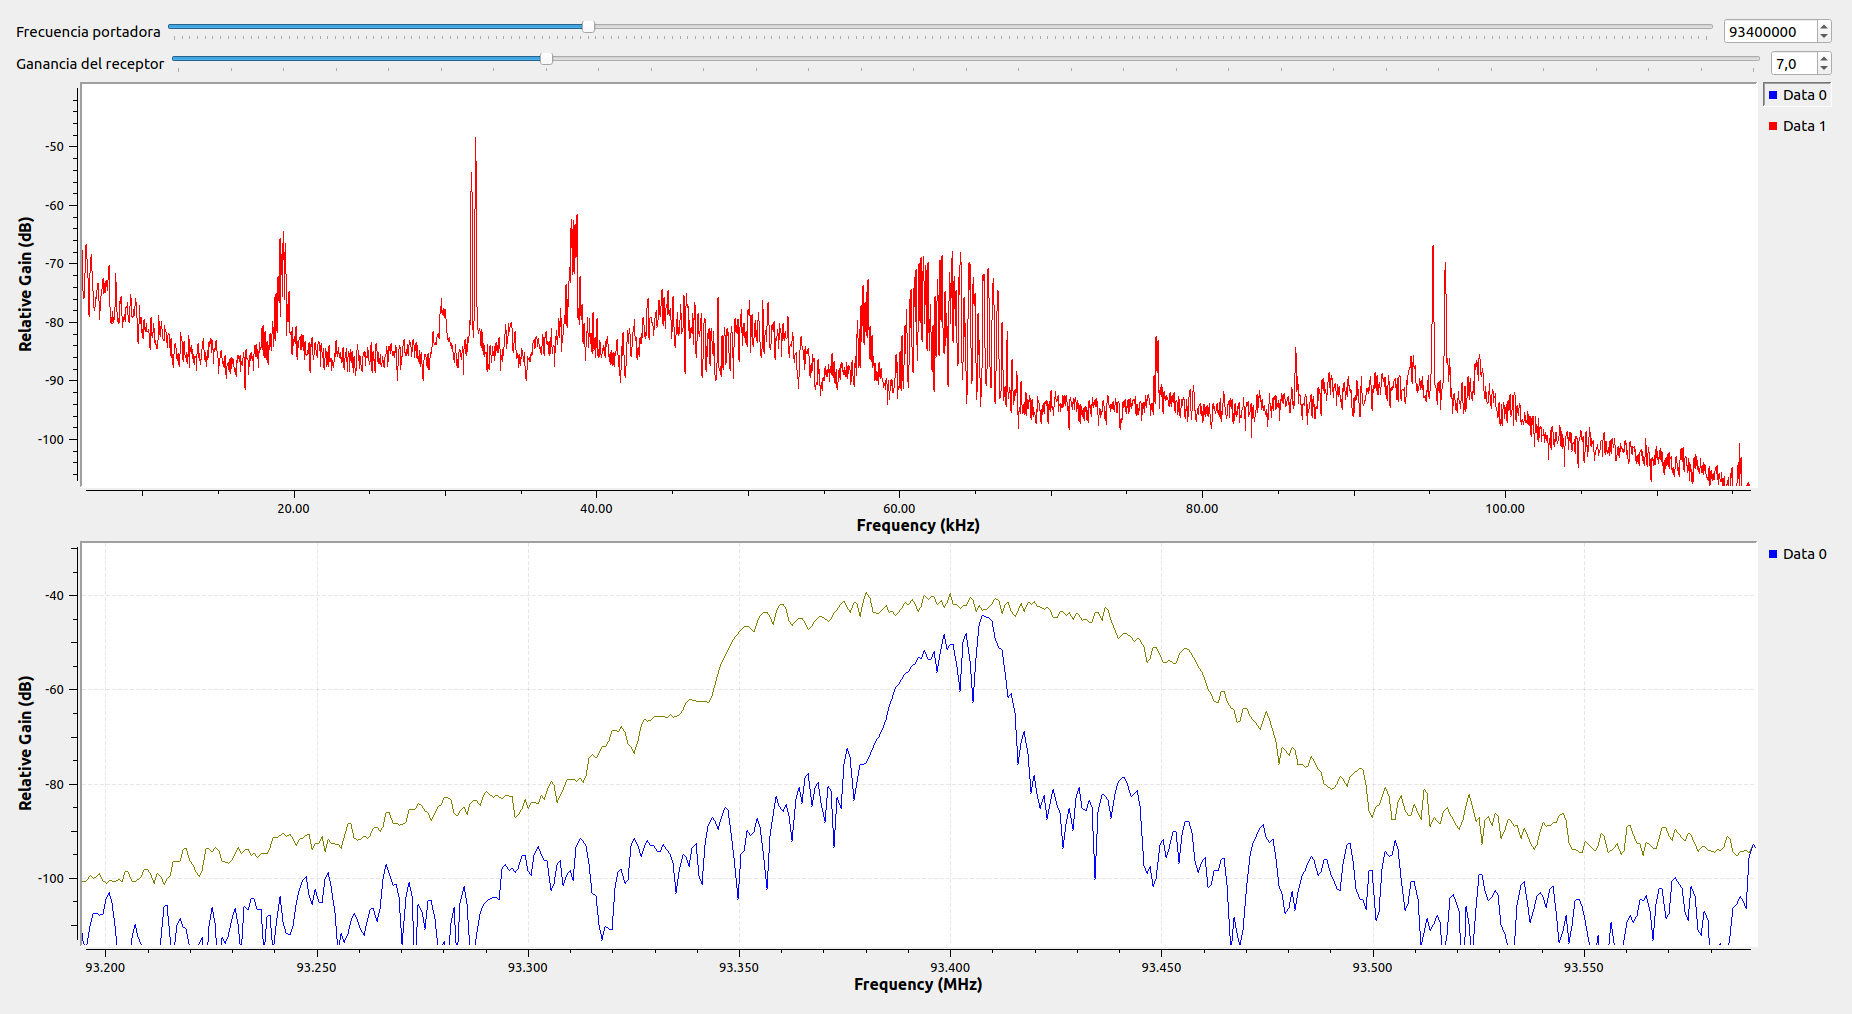 Frecuencia portadora 93400000
Ganancia del receptor 7,0
Data 0
Data 1
Relative Gain (dB)
-50
-60
-70
-80
-90
-100
20.00 40.00 60.00 80.00 100.00
Frequency (kHz)
Data 0
Relative Gain (dB)
-40
-60
-80
-100
93.200 93.250 93.300 93.350 93.400 93.450 93.500 93.550
Frequency (MHz)